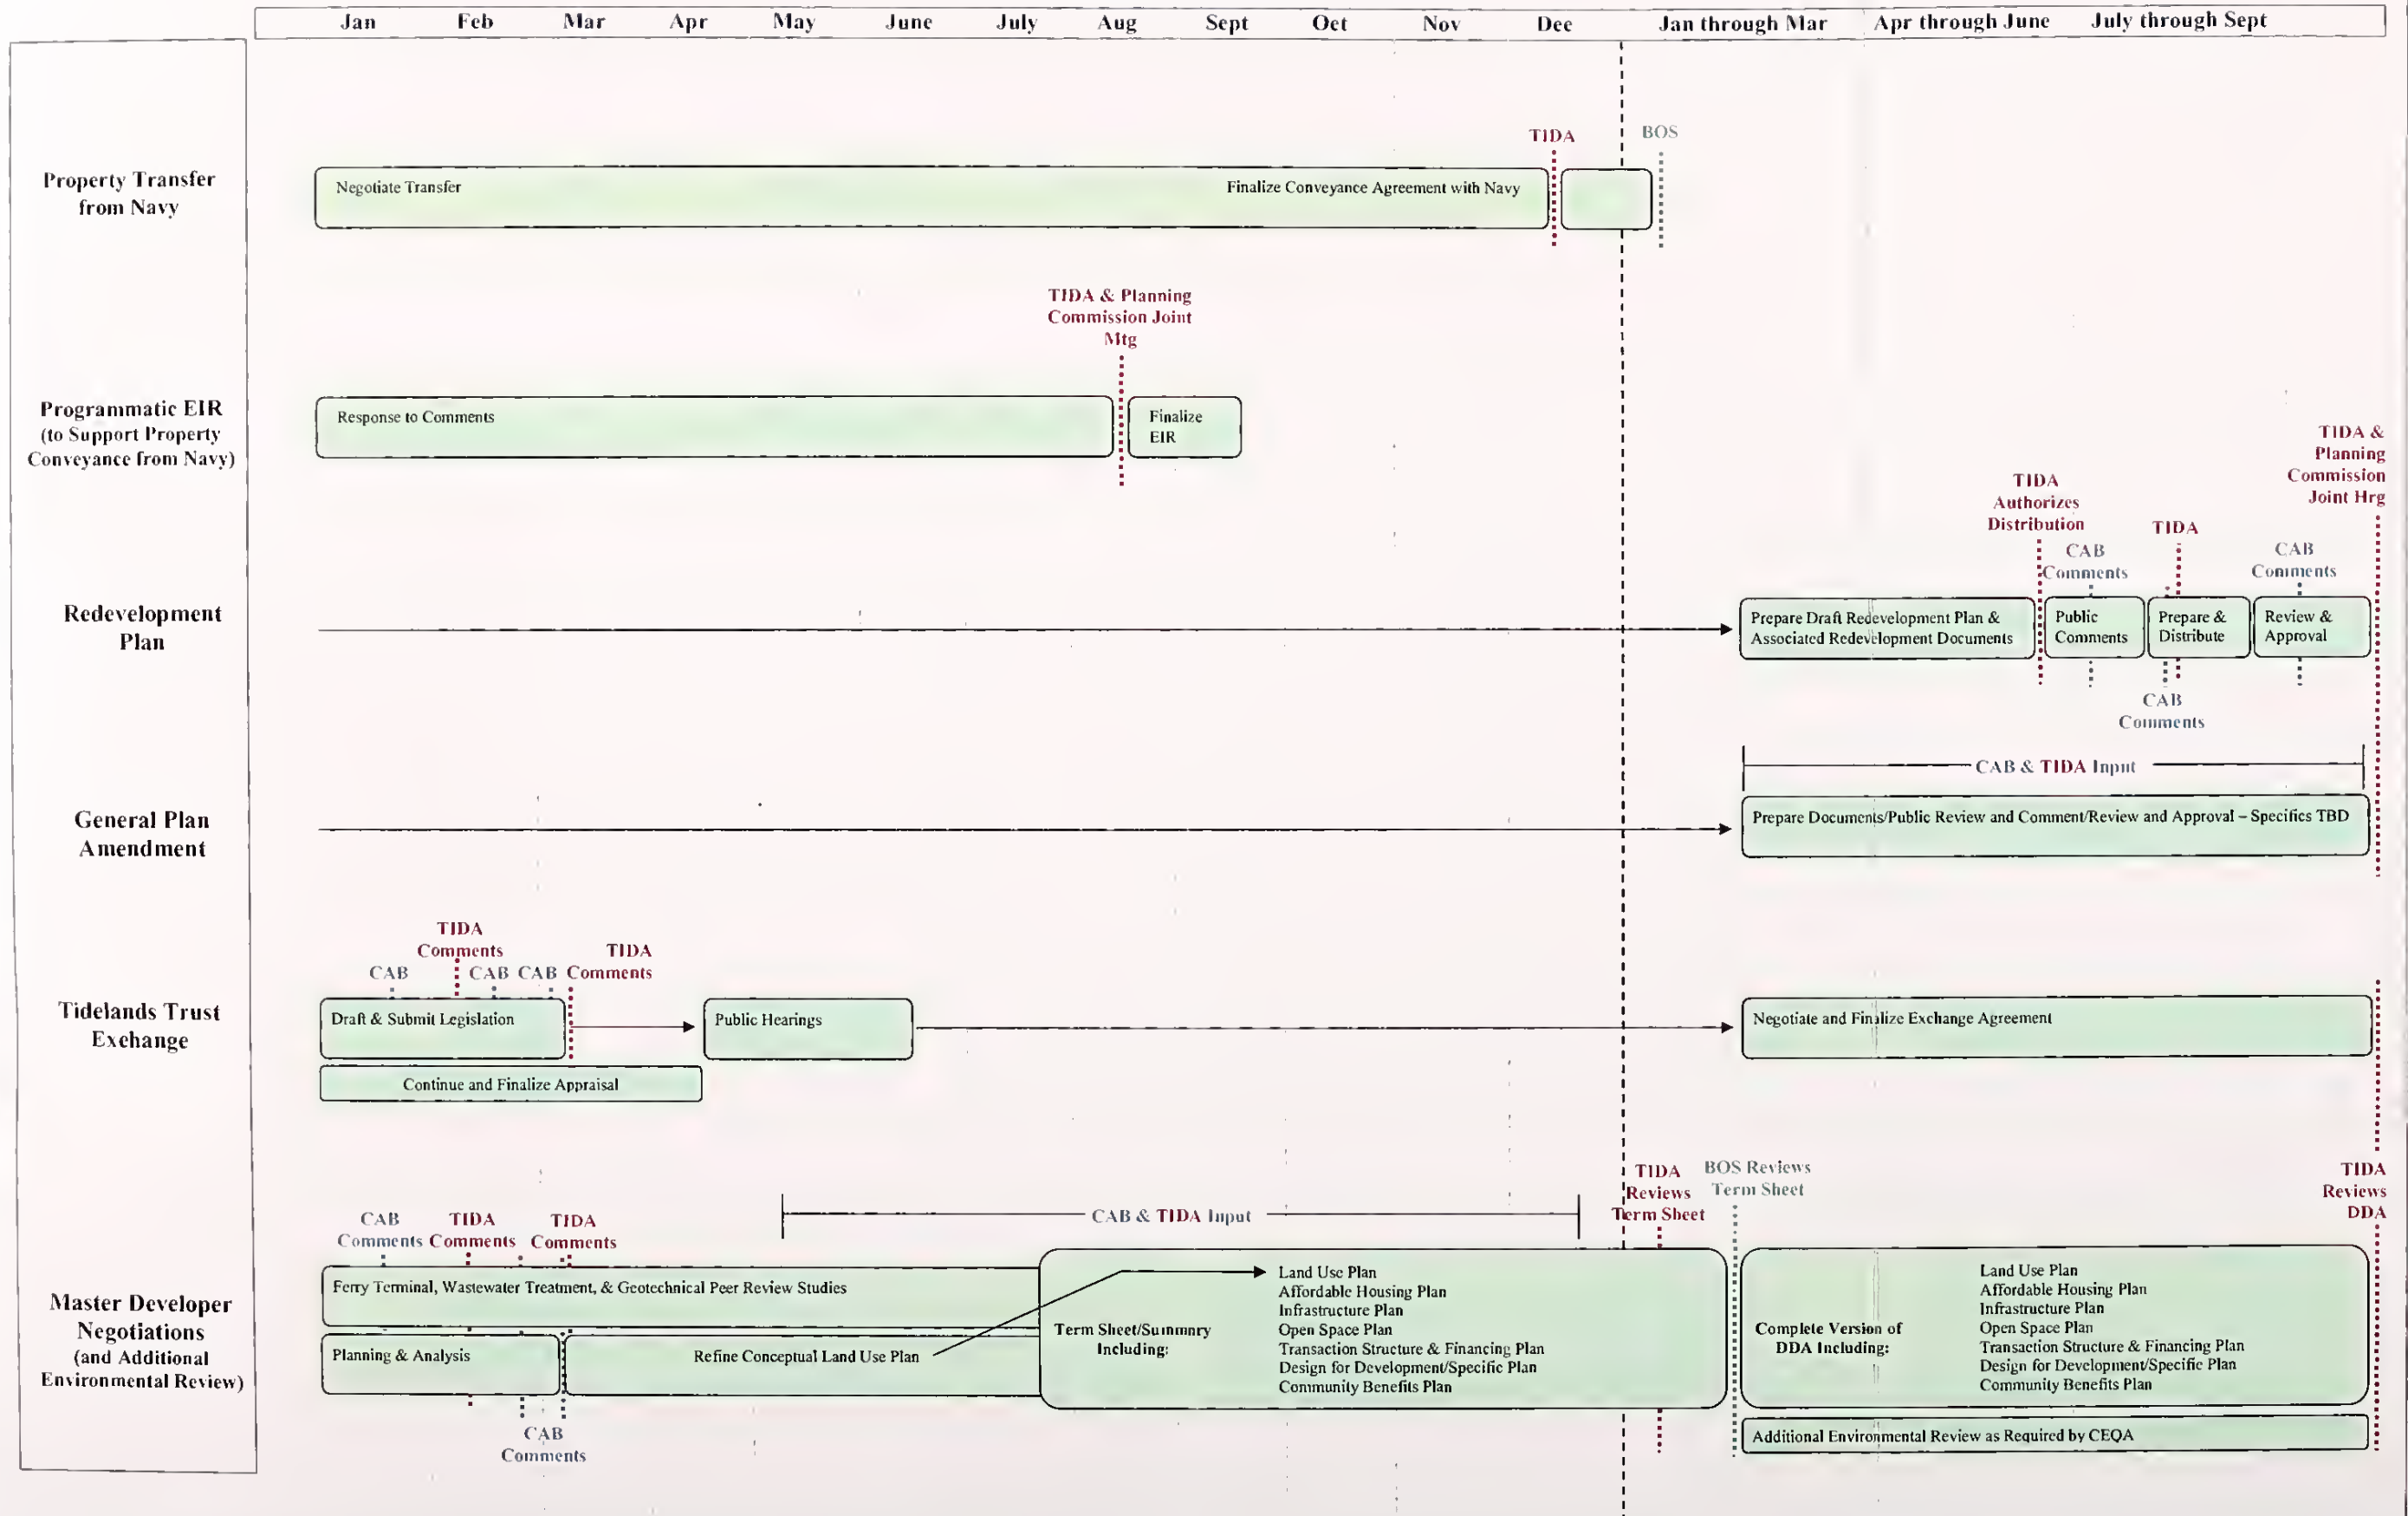 Jan Feb Mar Apr May June July Aug Sept Oct Nov Dec Jan through Mar Apr through June July through Sept
Property Transfer
from Navy
TIDA
BOS
Negotiate Transfer
Finalize Conveyance Agreement with Navy
Programmatic EIR
(to Support Property
Conveyance from Navy)
TIDA & Planning
Commission Joint
Mtg
Response to Comments
Finalize
EIR
Redevelopment
Plan
TIDA
Authorizes
Distribution
CAB
Comments
TIDA
CAB
Comments
TIDA &
Planning
Commission
Joint Hrg
Prepare Draft Redevelopment Plan &
Associated Redevelopment Documents
Public
Comments
Prepare &
Distribute
Review &
Approval
CAB
Comments
General Plan
Amendment
CAB & TIDA Input
Prepare Documents/Public Review and Comment/Review and Approval – Specifics TBD
Tidelands Trust
Exchange
CAB
TIDA
Comments
CAB
CAB
TIDA
Comments
Draft & Submit Legislation
Public Hearings
Negotiate and Finalize Exchange Agreement
Continue and Finalize Appraisal
Master Developer
Negotiations
(and Additional
Environmental Review)
CAB
Comments
TIDA
Comments
TIDA
Comments
CAB & TIDA Input
TIDA
Reviews
Term Sheet
BOS Reviews
Term Sheet
TIDA
Reviews
DDA
Ferry Terminal, Wastewater Treatment, & Geotechnical Peer Review Studies
Planning & Analysis
Refine Conceptual Land Use Plan
CAB
Comments
Term Sheet/Summary
Including:
Land Use Plan
Affordable Housing Plan
Infrastructure Plan
Open Space Plan
Transaction Structure & Financing Plan
Design for Development/Specific Plan
Community Benefits Plan
Complete Version of
DDA Including:
Land Use Plan
Affordable Housing Plan
Infrastructure Plan
Open Space Plan
Transaction Structure & Financing Plan
Design for Development/Specific Plan
Community Benefits Plan
Additional Environmental Review as Required by CEQA